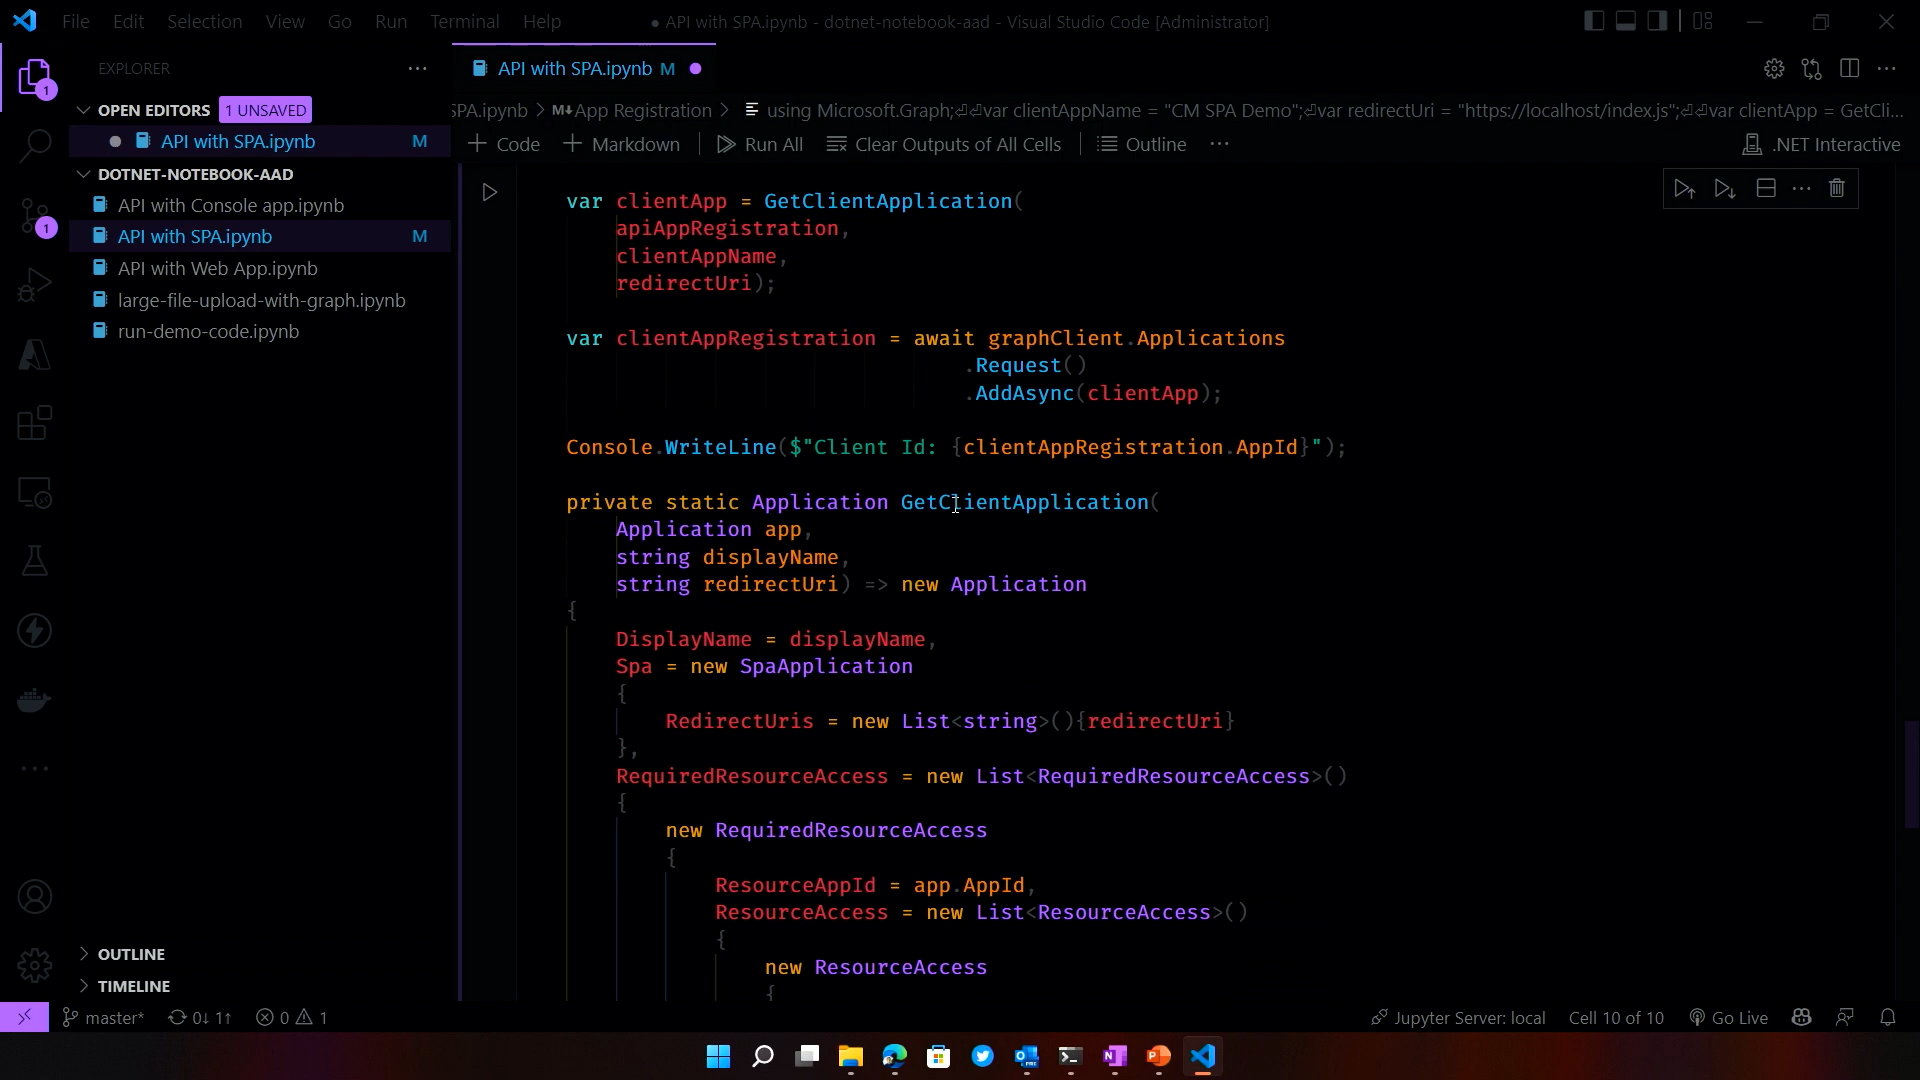 File Edit Selection View Go Run Terminal Help
● API with SPA.ipynb - dotnet-notebook-aad - Visual Studio Code [Administrator]
EXPLORER
OPEN EDITORS 1 UNSAVED
API with SPA.ipynb M
DOTNET-NOTEBOOK-AAD
API with Console app.ipynb
API with SPA.ipynb M
API with Web App.ipynb
large-file-upload-with-graph.ipynb
run-demo-code.ipynb
OUTLINE
TIMELINE
1
1
API with SPA.ipynb M
SPA.ipynb > M↓App Registration > using Microsoft.Graph;⏎⏎var clientAppName = "CM SPA Demo";⏎var redirectUri = "https://localhost/index.js";⏎⏎var clientApp = GetCli...
+ Code + Markdown Run All Clear Outputs of All Cells Outline ... .NET Interactive
var clientApp = GetClientApplication(
apiAppRegistration,
clientAppName,
redirectUri);
var clientAppRegistration = await graphClient.Applications
.Request()
.AddAsync(clientApp);
Console.WriteLine($"Client Id: {clientAppRegistration.AppId}");
private static Application GetClientApplication(
Application app,
string displayName,
string redirectUri) => new Application
{
DisplayName = displayName,
Spa = new SpaApplication
{
RedirectUris = new List<string>(){redirectUri}
},
RequiredResourceAccess = new List<RequiredResourceAccess>()
{
new RequiredResourceAccess
{
ResourceAppId = app.AppId,
ResourceAccess = new List<ResourceAccess>()
{
new ResourceAccess
{
master* 0↓ 1↑ 0 1 Jupyter Server: local Cell 10 of 10 Go Live